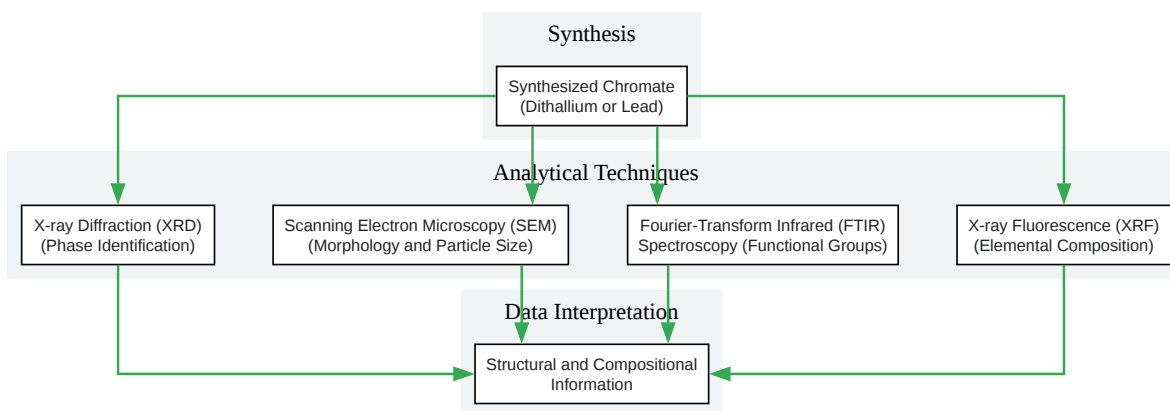 Synthesis
Synthesized Chromate
(Dithallium or Lead)
Analytical Techniques
X-ray Diffraction (XRD)
(Phase Identification)
Scanning Electron Microscopy (SEM)
(Morphology and Particle Size)
Fourier-Transform Infrared (FTIR)
Spectroscopy (Functional Groups)
X-ray Fluorescence (XRF)
(Elemental Composition)
Data Interpretation
Structural and Compositional
Information